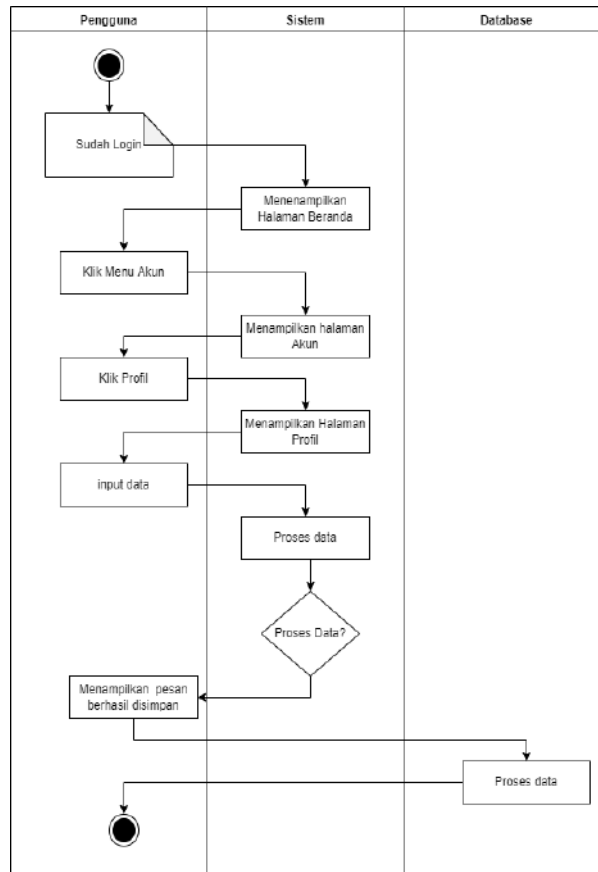 Pengguna
Sistem
Database
Sudah Login
Menenampilkan
Halaman Beranda
Klik Menu Akun
Menampilkan halaman
Akun
Klik Profil
Menampilkan Halaman
Profil
input data
Proses data
Proses Data?
Menampilkan pesan
berhasil disimpan
Proses data